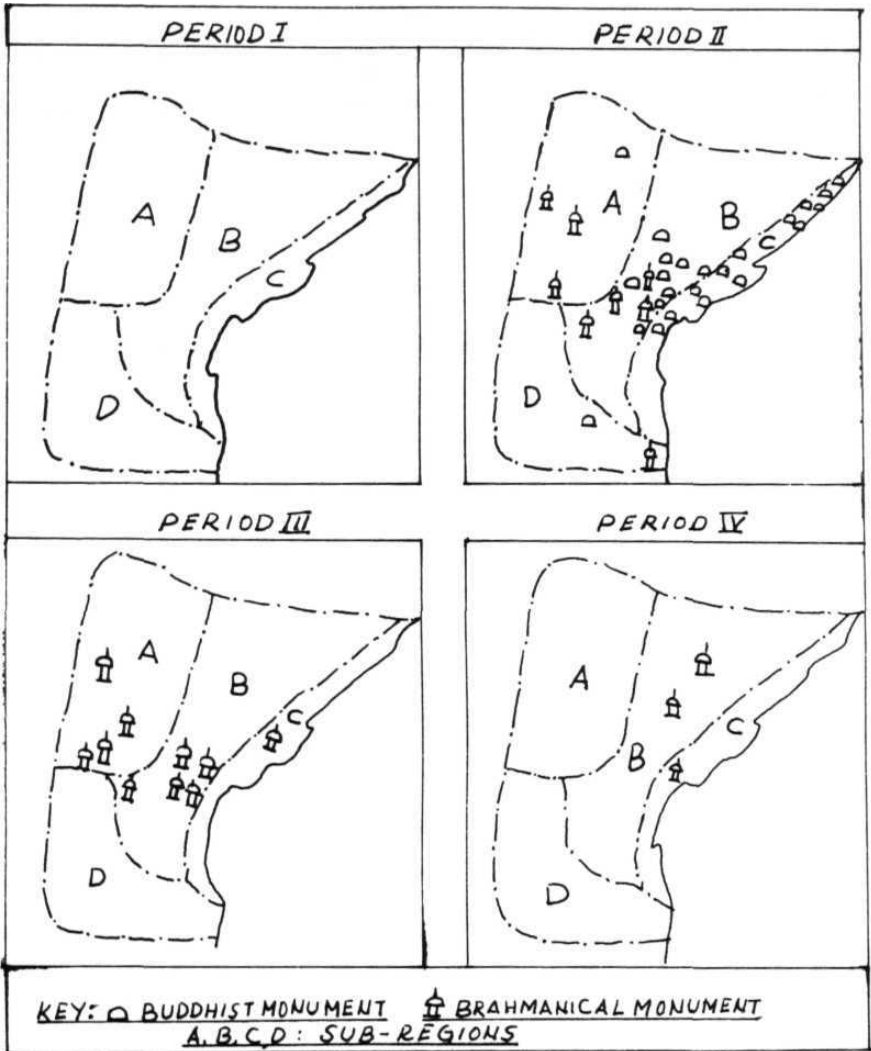 PERIOD I
PERIOD II
A
B
C
D
A
B
C
D
PERIOD III
PERIOD IV
A
B
C
D
A
B
C
D
KEY: BUDDHIST MONUMENT BRAHMANICAL MONUMENT
A, B, C, D: SUB-REGIONS